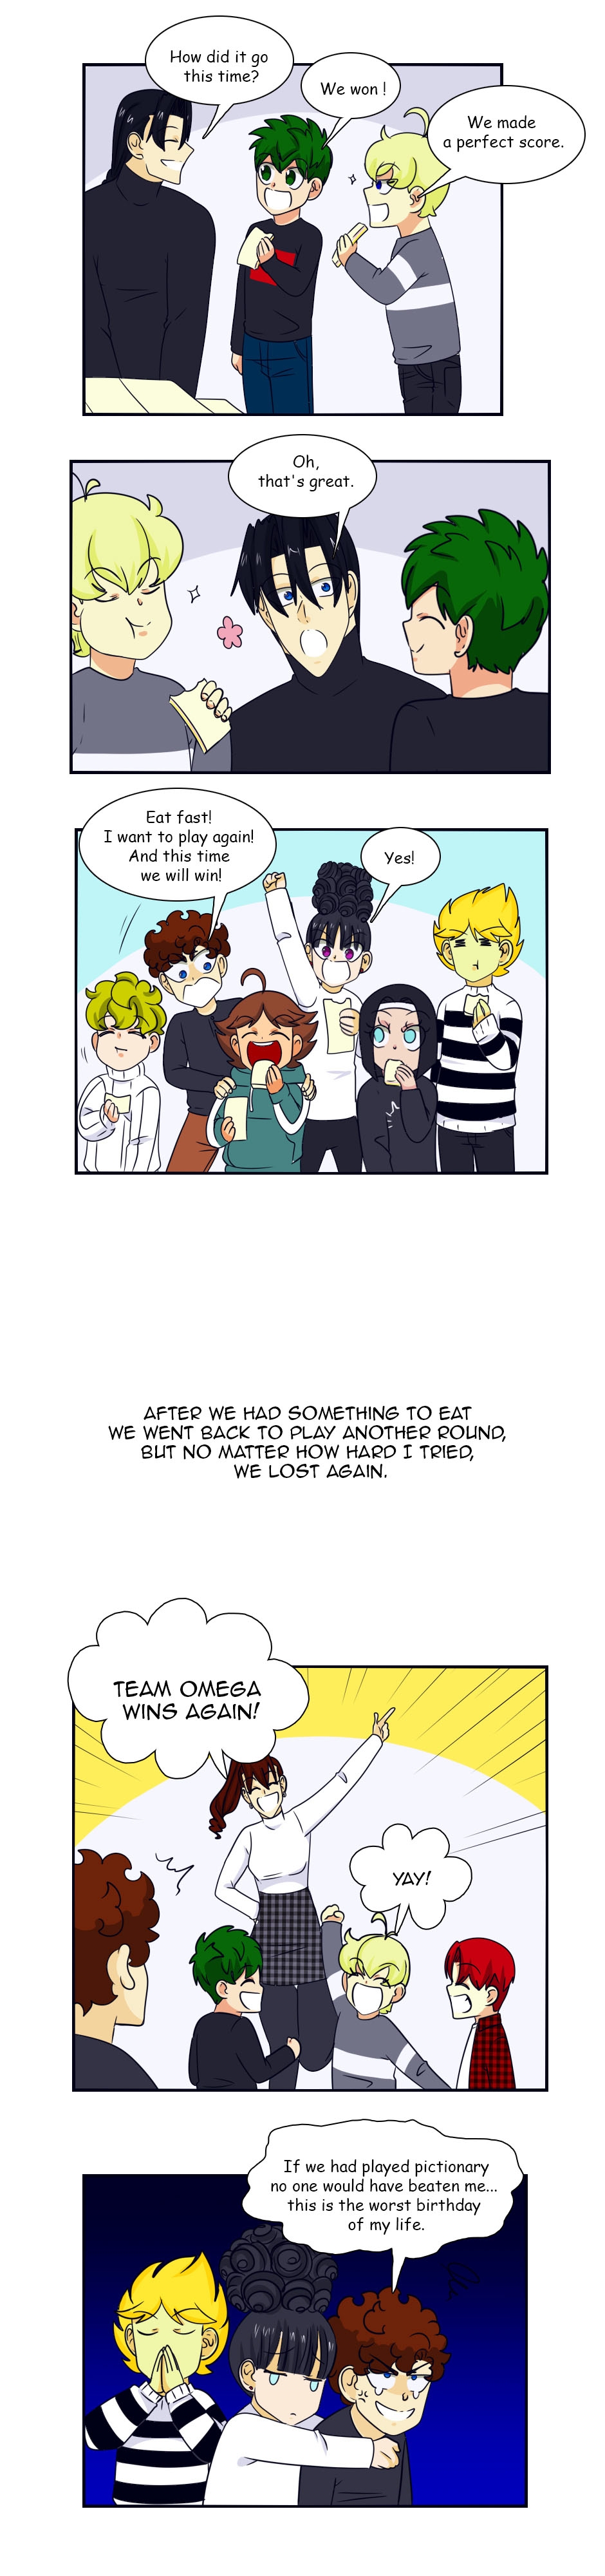 How did it go
this time?
We won !
We made
a perfect score.
Oh,
that's great.
Eat fast!
I want to play again!
And this time
we will win!
Yes!
AFTER WE HAD SOMETHING TO EAT
WE WENT BACK TO PLAY ANOTHER ROUND,
BUT NO MATTER HOW HARD I TRIED,
WE LOST AGAIN.
TEAM OMEGA
WINS AGAIN!
YAY!
If we had played pictionary
no one would have beaten me...
this is the worst birthday
of my life.